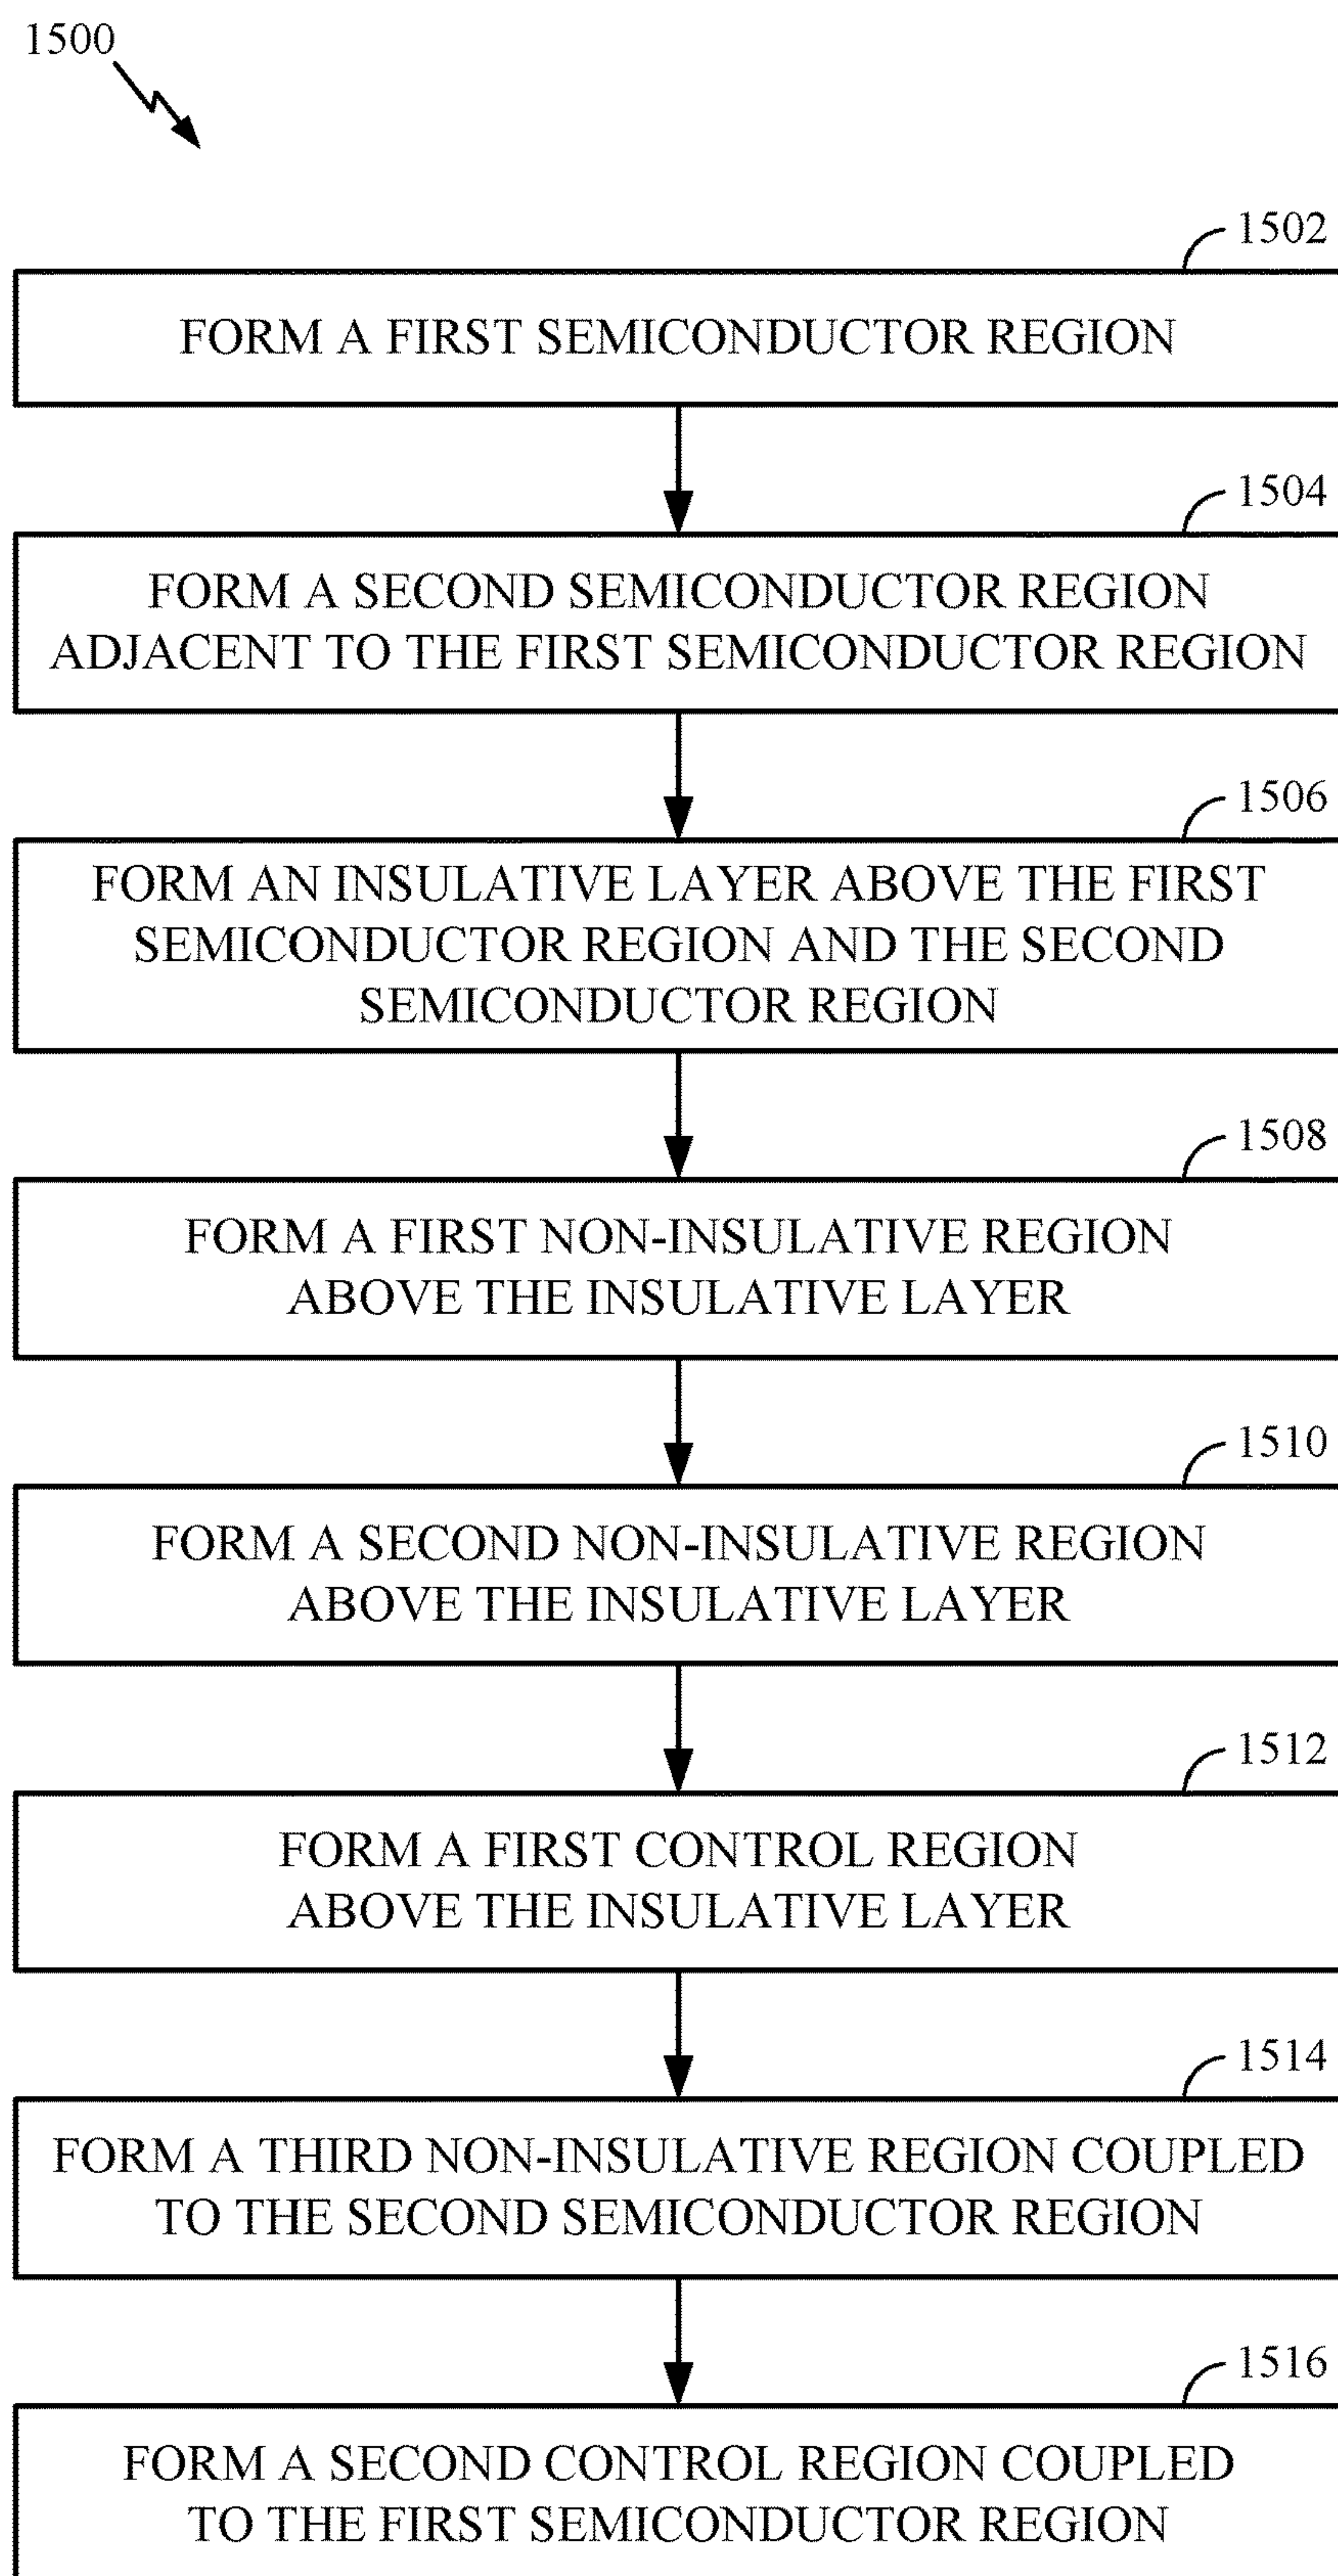 1500
1502
FORM A FIRST SEMICONDUCTOR REGION
1504
FORM A SECOND SEMICONDUCTOR REGION
ADJACENT TO THE FIRST SEMICONDUCTOR REGION
1506
FORM AN INSULATIVE LAYER ABOVE THE FIRST
SEMICONDUCTOR REGION AND THE SECOND
SEMICONDUCTOR REGION
1508
FORM A FIRST NON-INSULATIVE REGION
ABOVE THE INSULATIVE LAYER
1510
FORM A SECOND NON-INSULATIVE REGION
ABOVE THE INSULATIVE LAYER
1512
FORM A FIRST CONTROL REGION
ABOVE THE INSULATIVE LAYER
1514
FORM A THIRD NON-INSULATIVE REGION COUPLED
TO THE SECOND SEMICONDUCTOR REGION
1516
FORM A SECOND CONTROL REGION COUPLED
TO THE FIRST SEMICONDUCTOR REGION